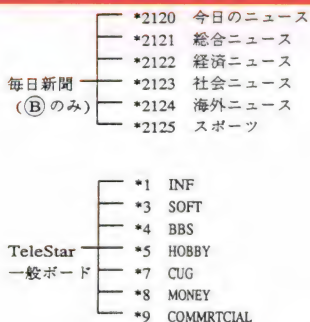 *2120 今日のニュース
*2121 総合ニュース
*2122 経済ニュース
毎日新聞 *2123 社会ニュース
(Ⓑのみ) *2124 海外ニュース
*2125 スポーツ
*1 INF
*3 SOFT
*4 BBS
TeleStar *5 HOBBY
一般ボード *7 CUG
*8 MONEY
*9 COMMRTCIAL